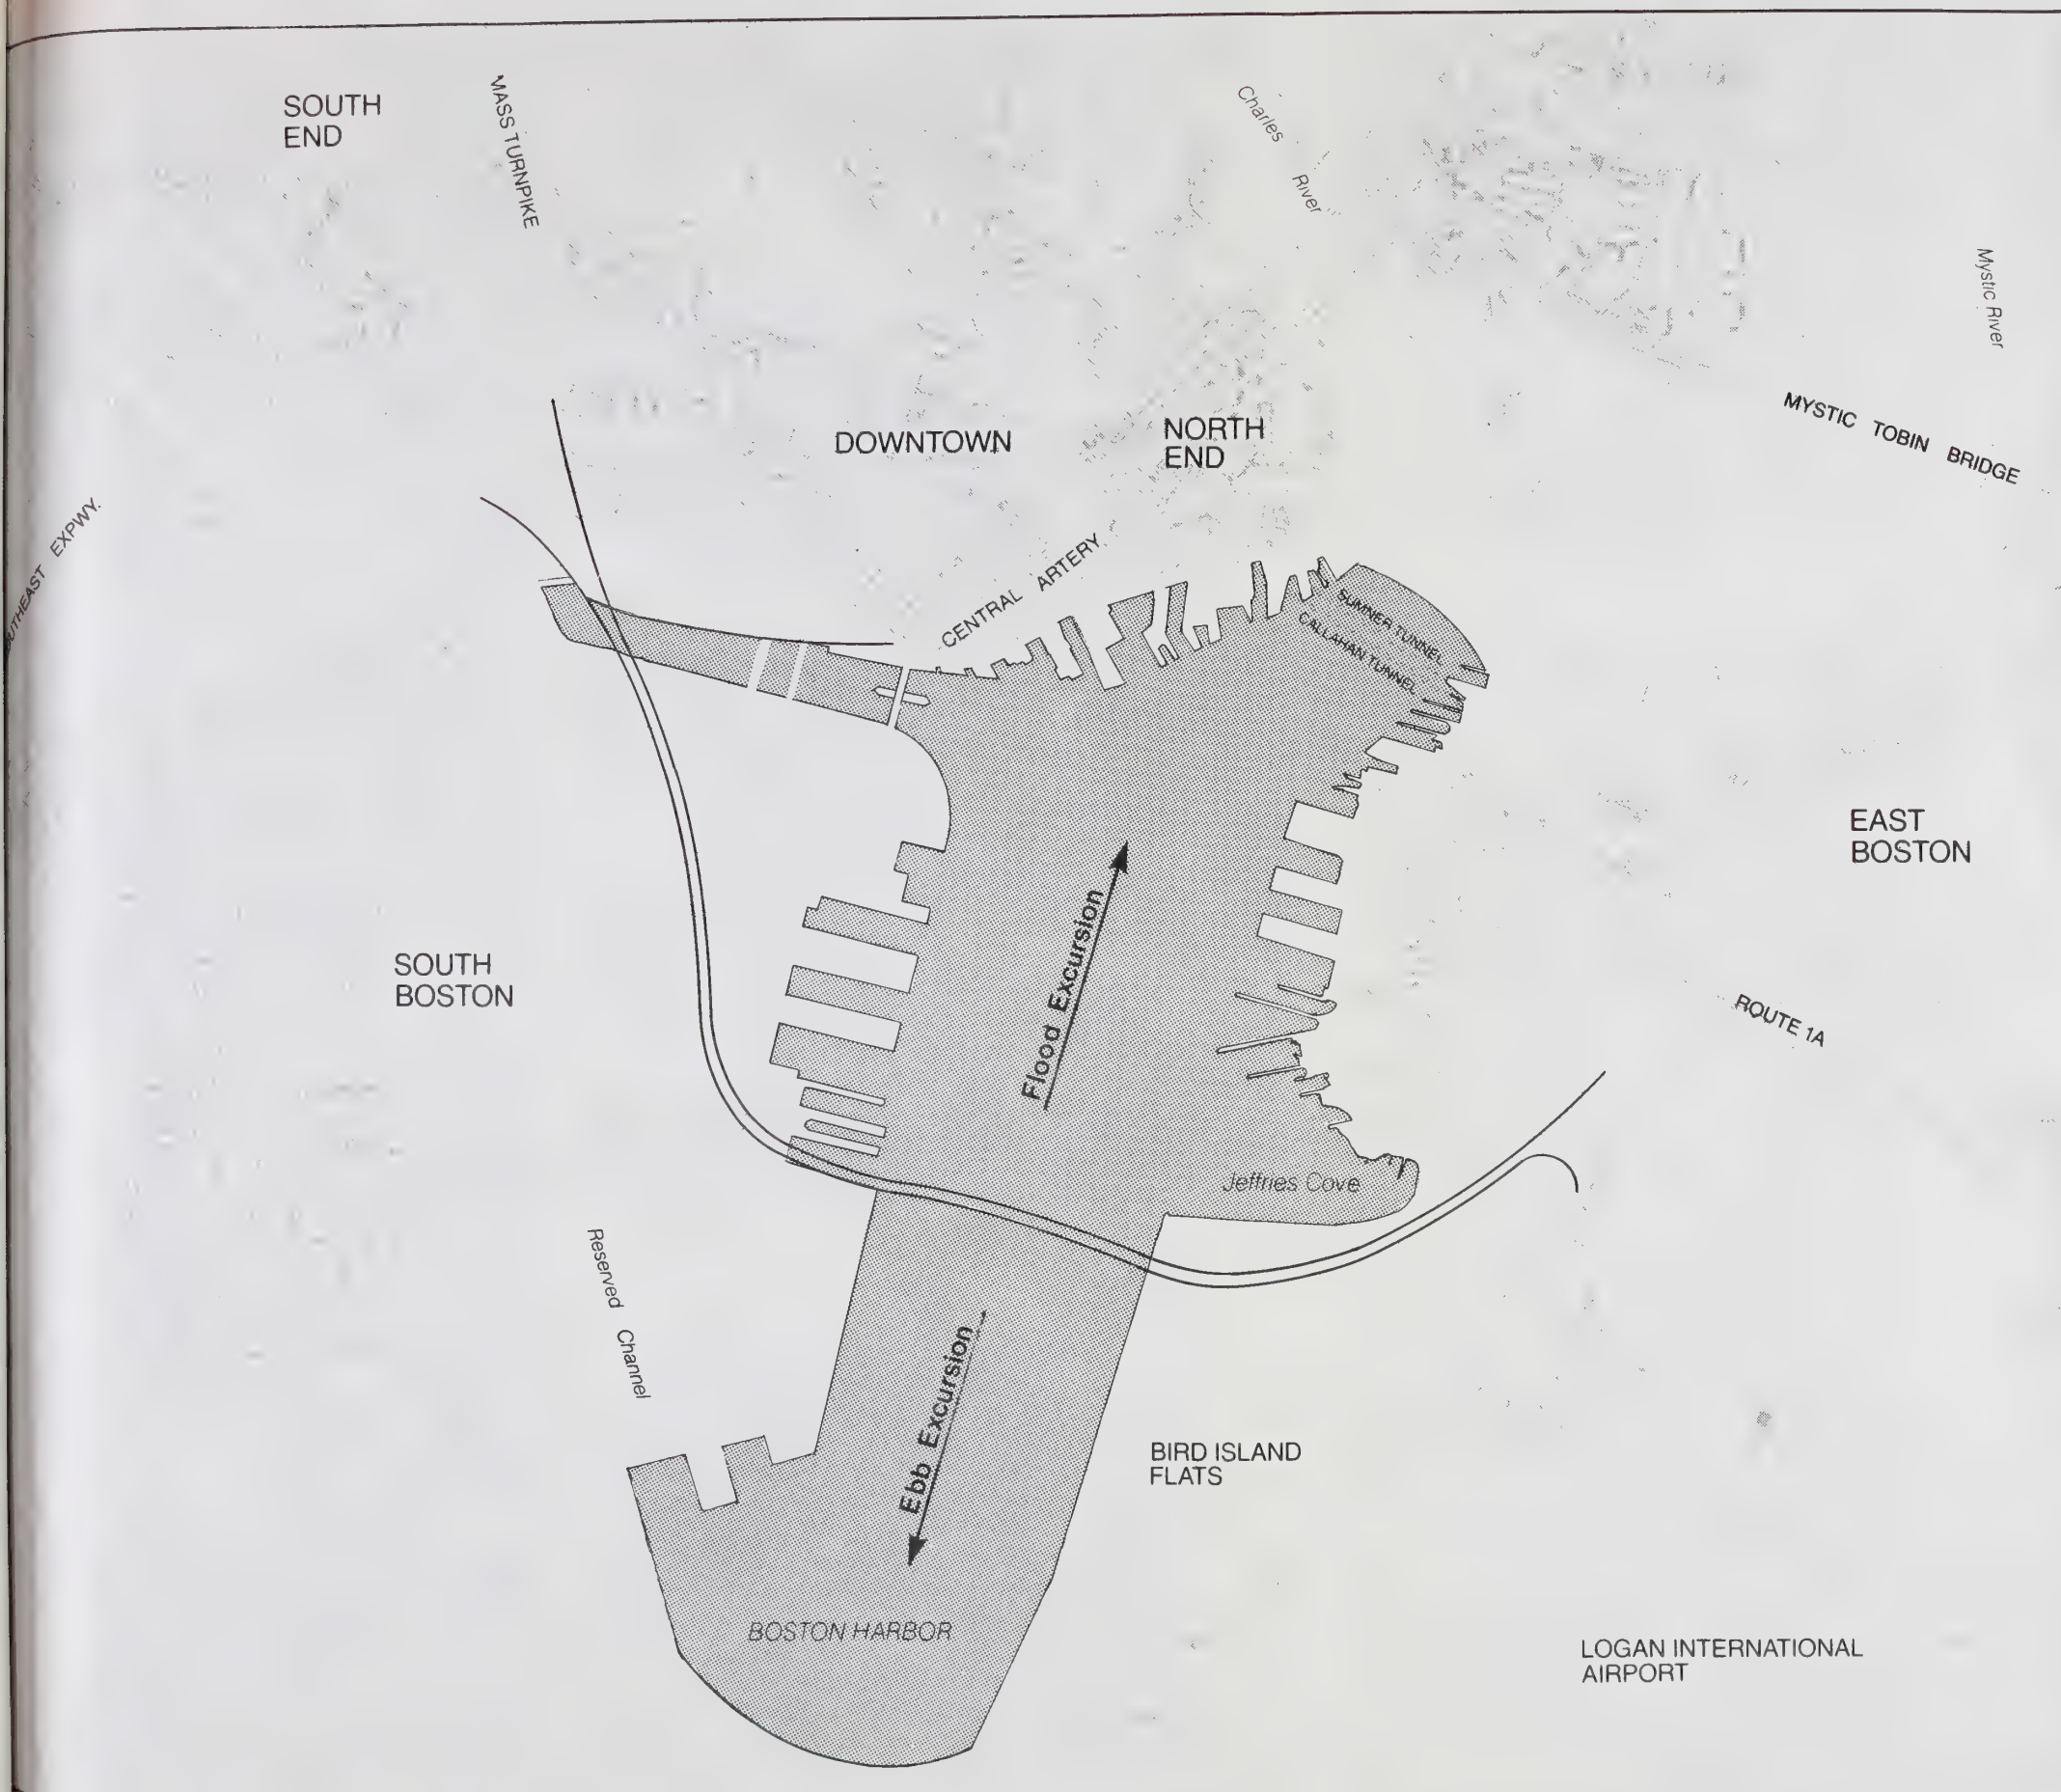 SOUTH
END
MASS TURNPIKE
Charles
River
Mystic River
MYSTIC TOBIN BRIDGE
DOWNTOWN
NORTH
END
EXPWY.
CENTRAL ARTERY
SUMNER TUNNEL
CALLAHAN TUNNEL
EAST
BOSTON
SOUTH
BOSTON
Flood Excursion
ROUTE 1A
Jeffries Cove
Reserved Channel
Ebb Excursion
BIRD ISLAND
FLATS
BOSTON HARBOR
LOGAN INTERNATIONAL
AIRPORT